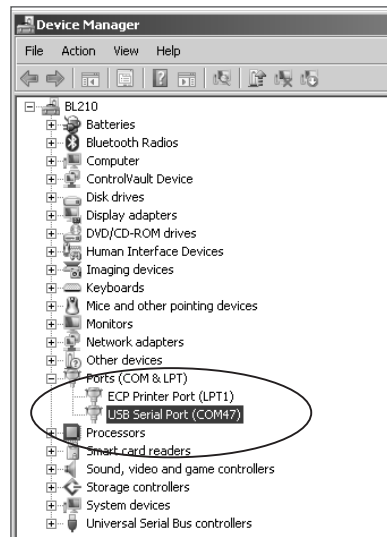 Device Manager
File Action View Help
BL210
Batteries
Bluetooth Radios
Computer
ControlVault Device
Disk drives
Display adapters
DVD/CD-ROM drives
Human Interface Devices
Imaging devices
Keyboards
Mice and other pointing devices
Monitors
Network adapters
Other devices
Ports (COM & LPT)
ECP Printer Port (LPT1)
USB Serial Port (COM47)
Processors
Smart card readers
Sound, video and game controllers
Storage controllers
System devices
Universal Serial Bus controllers